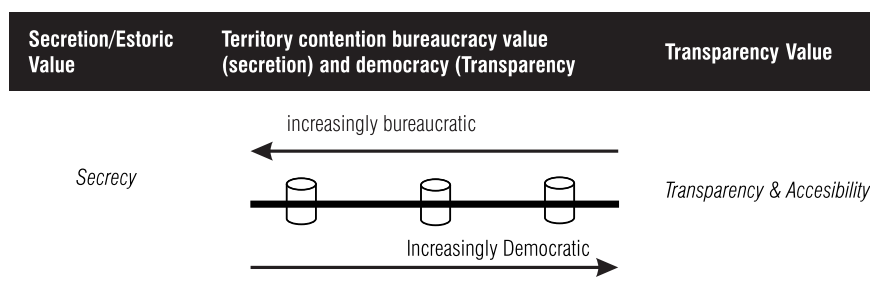 Secretion/Estoric
Value
Territory contention bureaucracy value
(secretion) and democracy (Transparency
Transparency Value
increasingly bureaucratic
Secrecy
Transparency & Accesibility
Increasingly Democratic